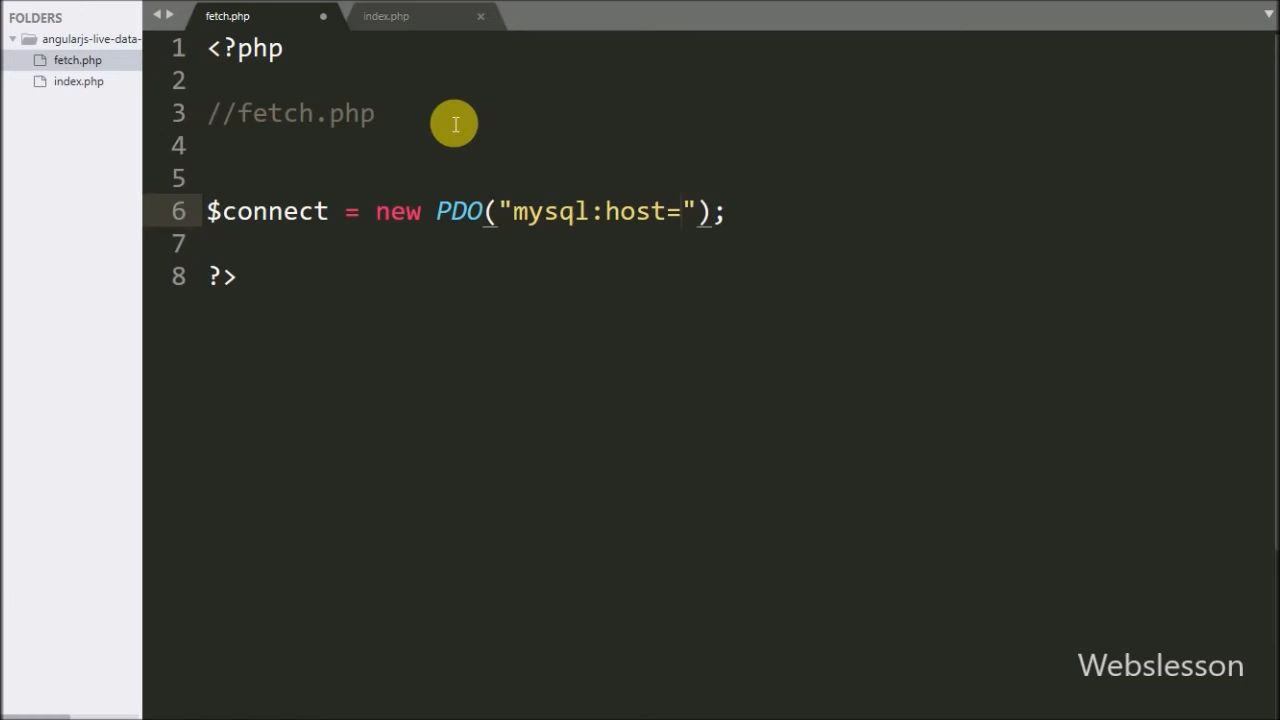 FOLDERS
angularjs-live-data-
fetch.php
index.php
fetch.php
index.php
1 <?php
2
3 //fetch.php
4
5
6 $connect = new PDO("mysql:host=");
7
8 ?>
Webslesson